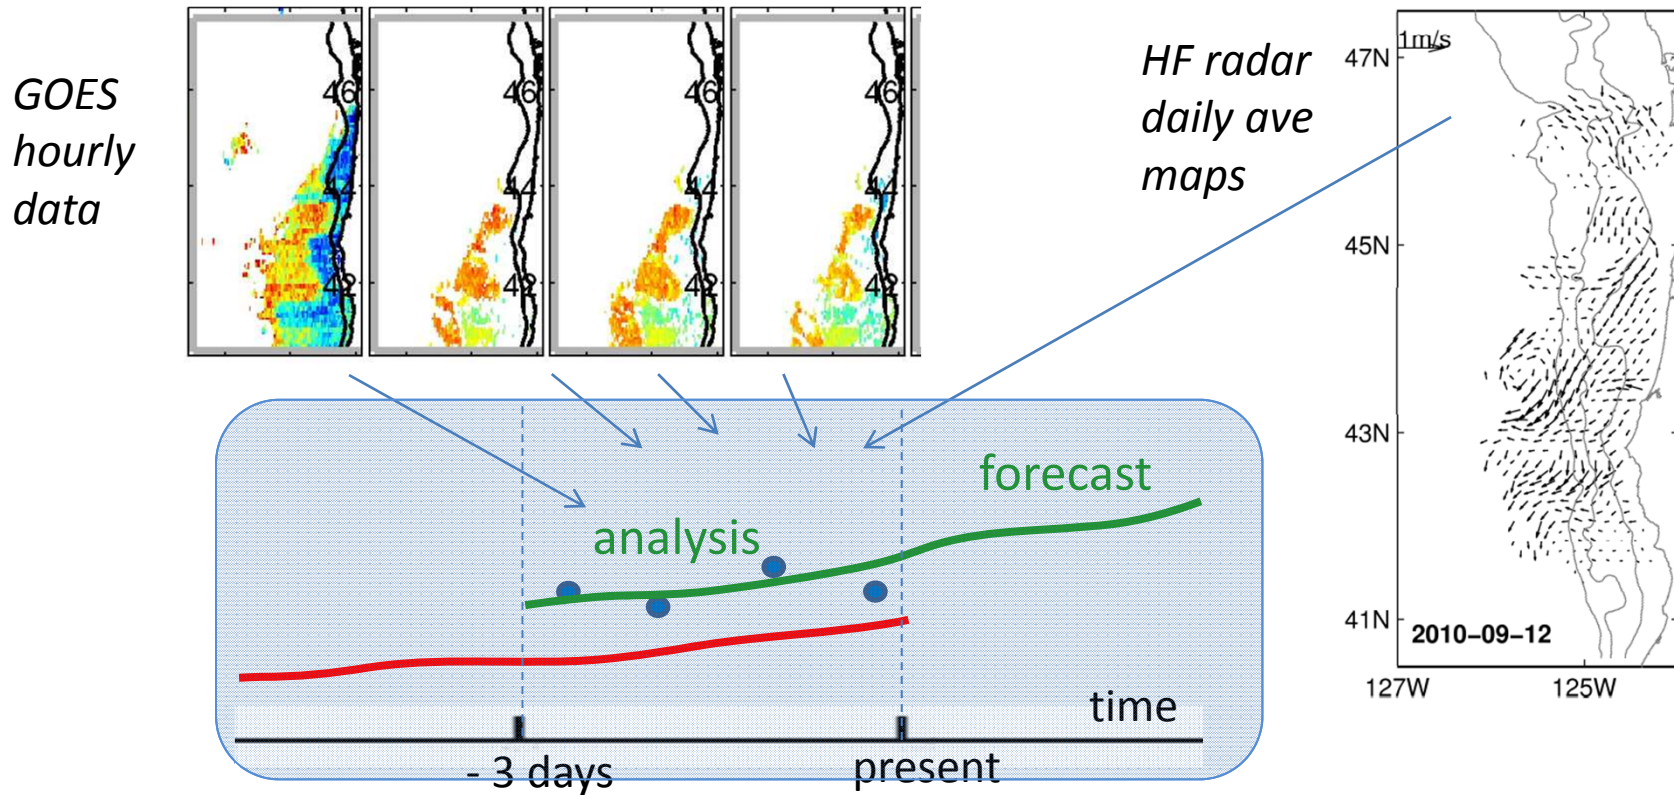 GOES
hourly
data
46
44
42
46
44
42
46
44
42
46
44
42
HF radar
daily ave
maps
1m/s
47N
45N
43N
41N
2010-09-12
127W
125W
forecast
analysis
time
- 3 days
present